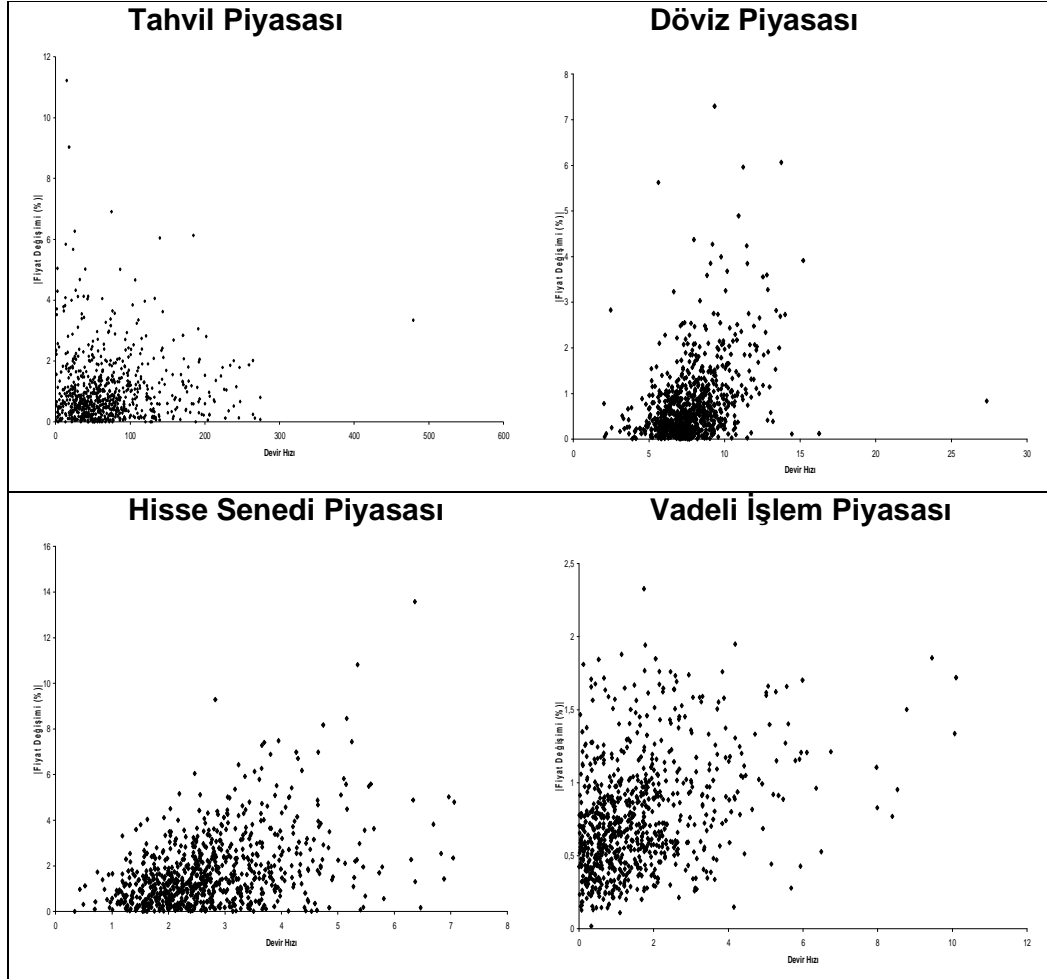 Tahvil Piyasası
12
10
8
6
4
2
0
|Fiyat Değişimi (%)|
0 100 200 300 400 500 600
Devir Hızı
Döviz Piyasası
8
7
6
5
4
3
2
1
0
|Fiyat Değişimi (%)|
0 5 10 15 20 25 30
Devir Hızı
Hisse Senedi Piyasası
16
14
12
10
8
6
4
2
0
|Fiyat Değişimi (%)|
0 1 2 3 4 5 6 7 8
Devir Hızı
Vadeli İşlem Piyasası
2,5
2
1,5
1
0,5
0
|Fiyat Değişimi (%)|
0 2 4 6 8 10 12
Devir Hızı